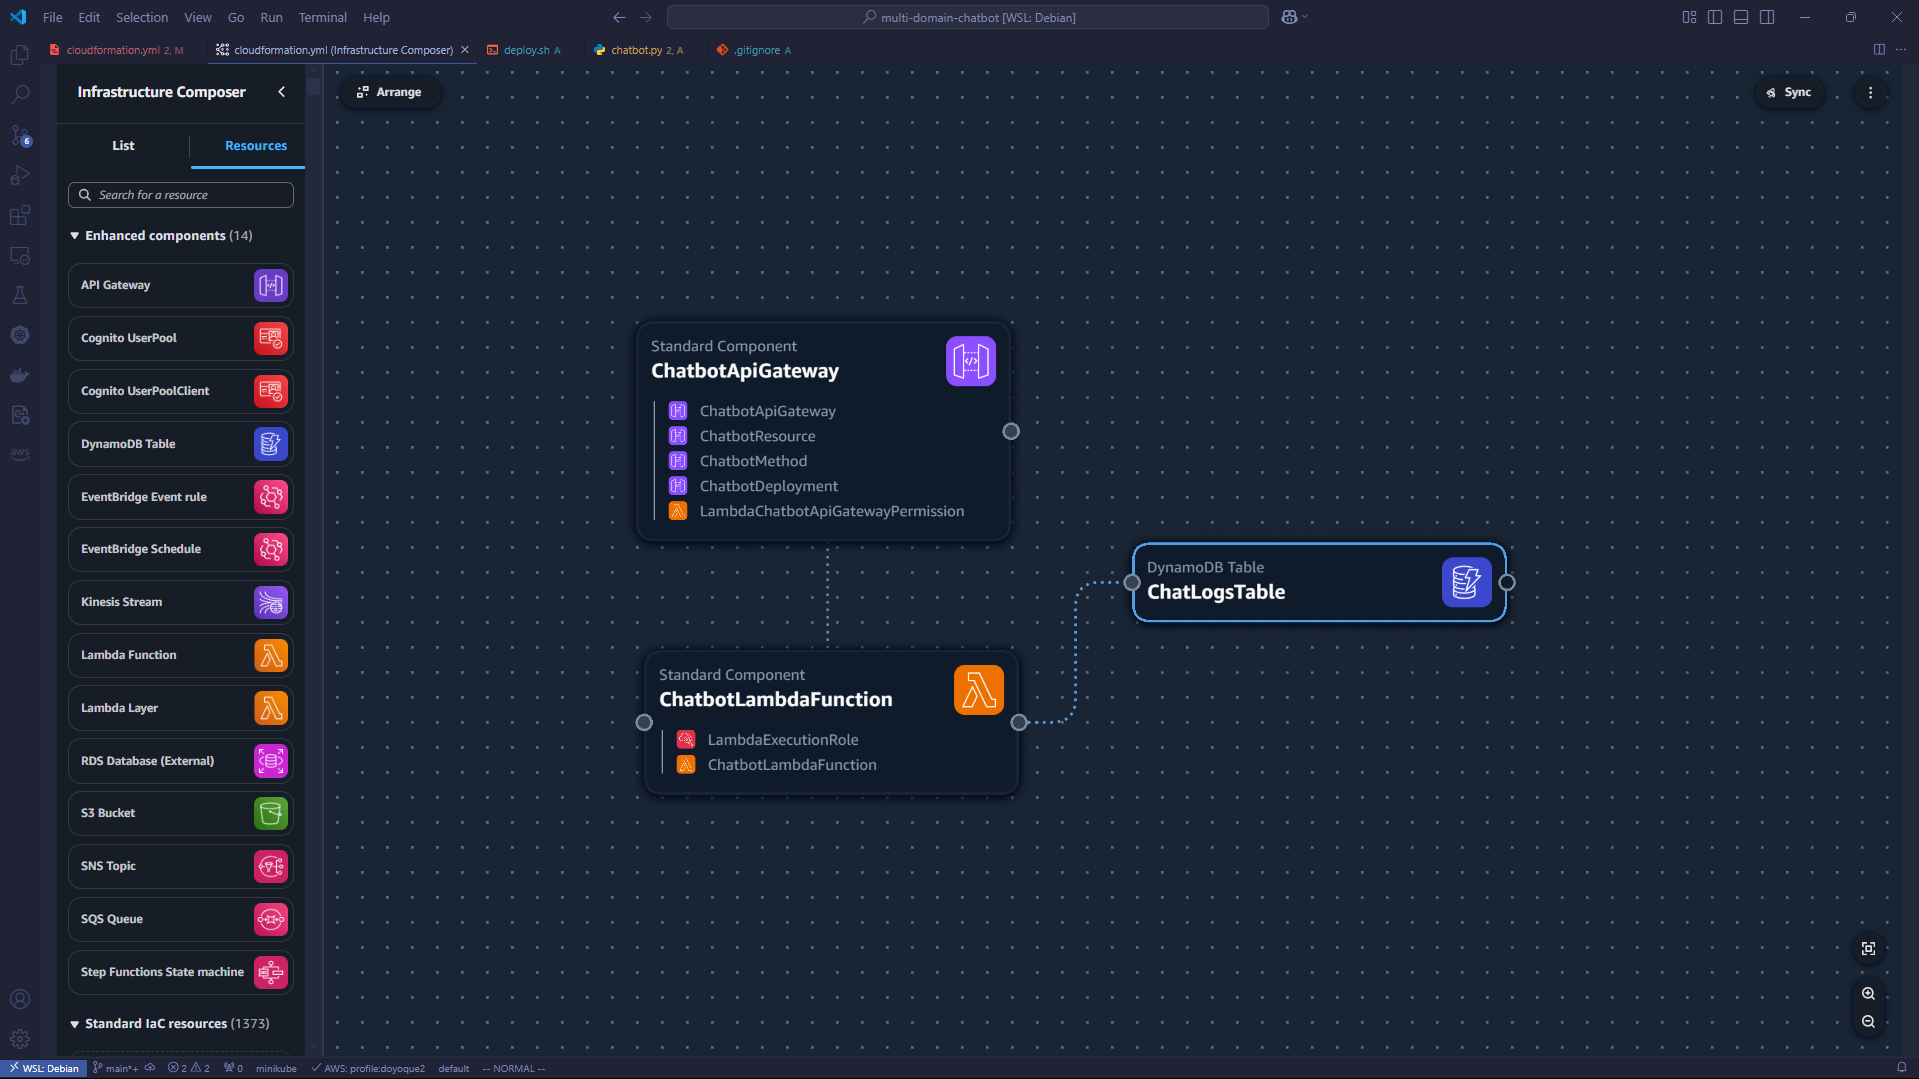 File Edit Selection View Go Run Terminal Help
multi-domain-chatbot [WSL: Debian]
cloudformation.yml 2, M
cloudformation.yml (Infrastructure Composer)
deploy.sh A
chatbot.py 2, A
.gitignore A
Infrastructure Composer
Arrange
Sync
List
Resources
Search for a resource
Enhanced components (14)
API Gateway
Cognito UserPool
Cognito UserPoolClient
DynamoDB Table
EventBridge Event rule
EventBridge Schedule
Kinesis Stream
Lambda Function
Lambda Layer
RDS Database (External)
S3 Bucket
SNS Topic
SQS Queue
Step Functions State machine
Standard IaC resources (1373)
6
aws
Standard Component
ChatbotApiGateway
ChatbotApiGateway
ChatbotResource
ChatbotMethod
ChatbotDeployment
LambdaChatbotApiGatewayPermission
DynamoDB Table
ChatLogsTable
Standard Component
ChatbotLambdaFunction
LambdaExecutionRole
ChatbotLambdaFunction
WSL: Debian main*+ 2 2 0 minikube AWS: profile:doyoque2 default -- NORMAL --